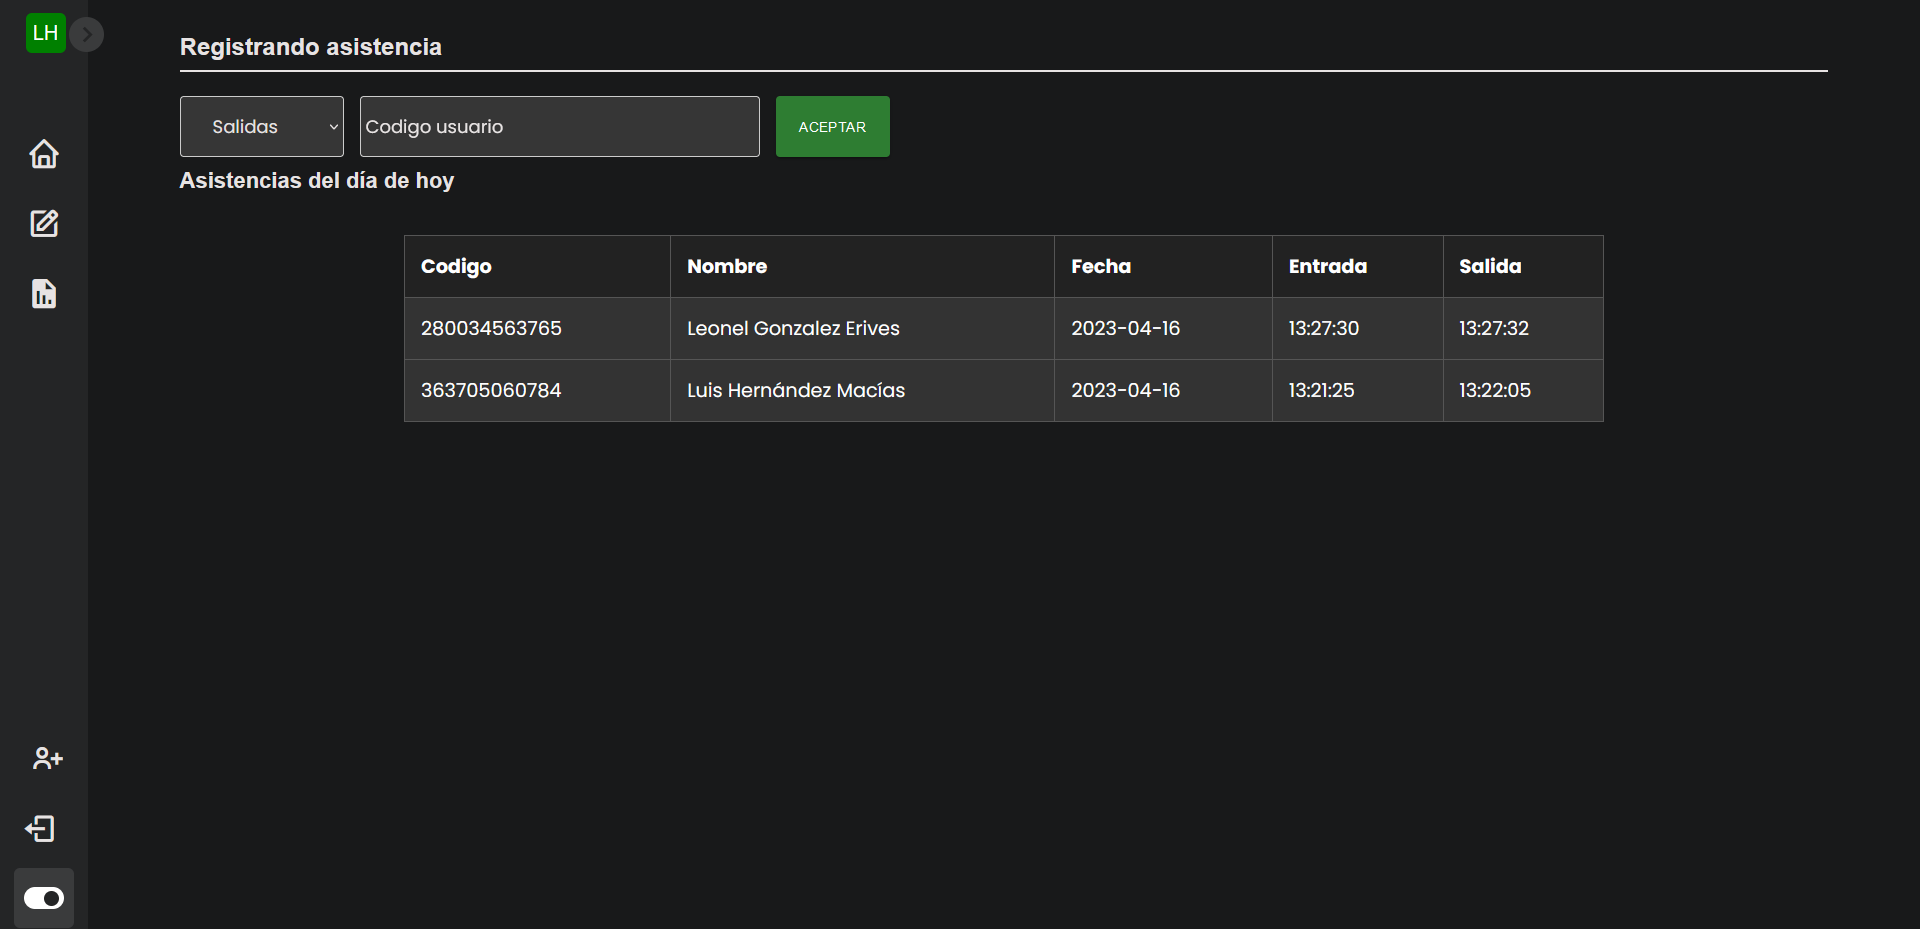 LH
Registrando asistencia
Salidas Codigo usuario ACEPTAR
Asistencias del día de hoy
Codigo Nombre Fecha Entrada Salida
280034563765 Leonel Gonzalez Erives 2023-04-16 13:27:30 13:27:32
363705060784 Luis Hernández Macías 2023-04-16 13:21:25 13:22:05